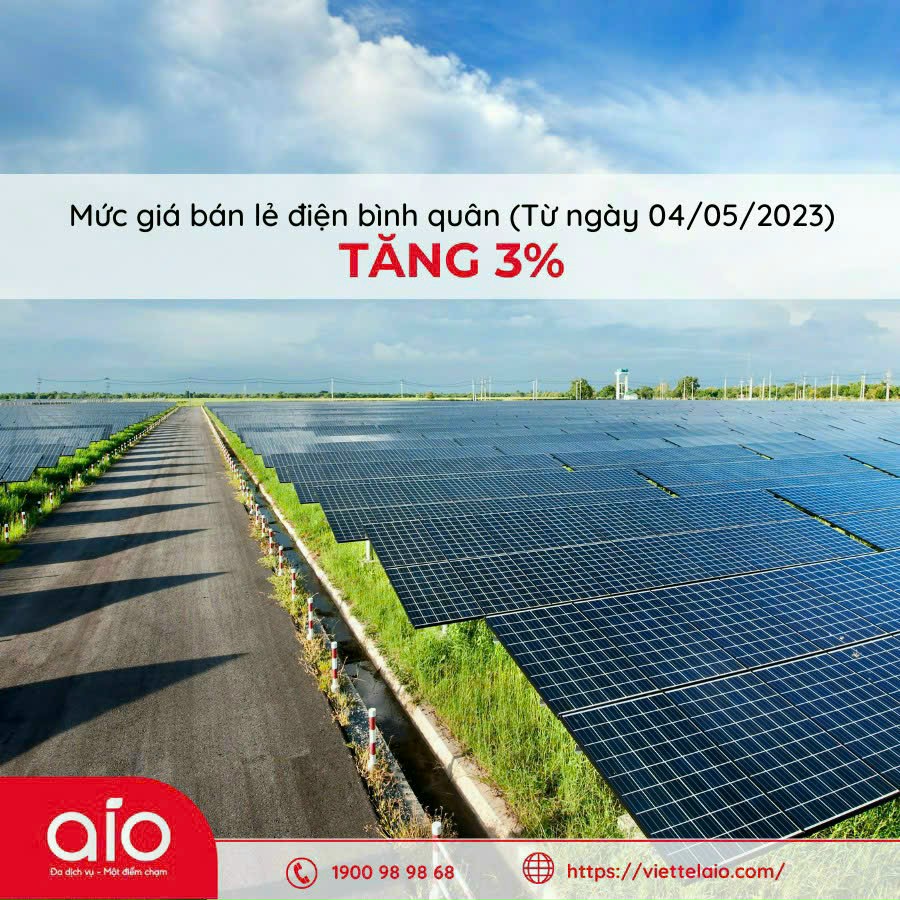 Mức giá bán lẻ điện bình quân (Từ ngày 04/05/2023)
TĂNG 3%
aio
Đa dịch vụ - Một điểm chạm
1900 98 98 68
https://viettelaio.com/